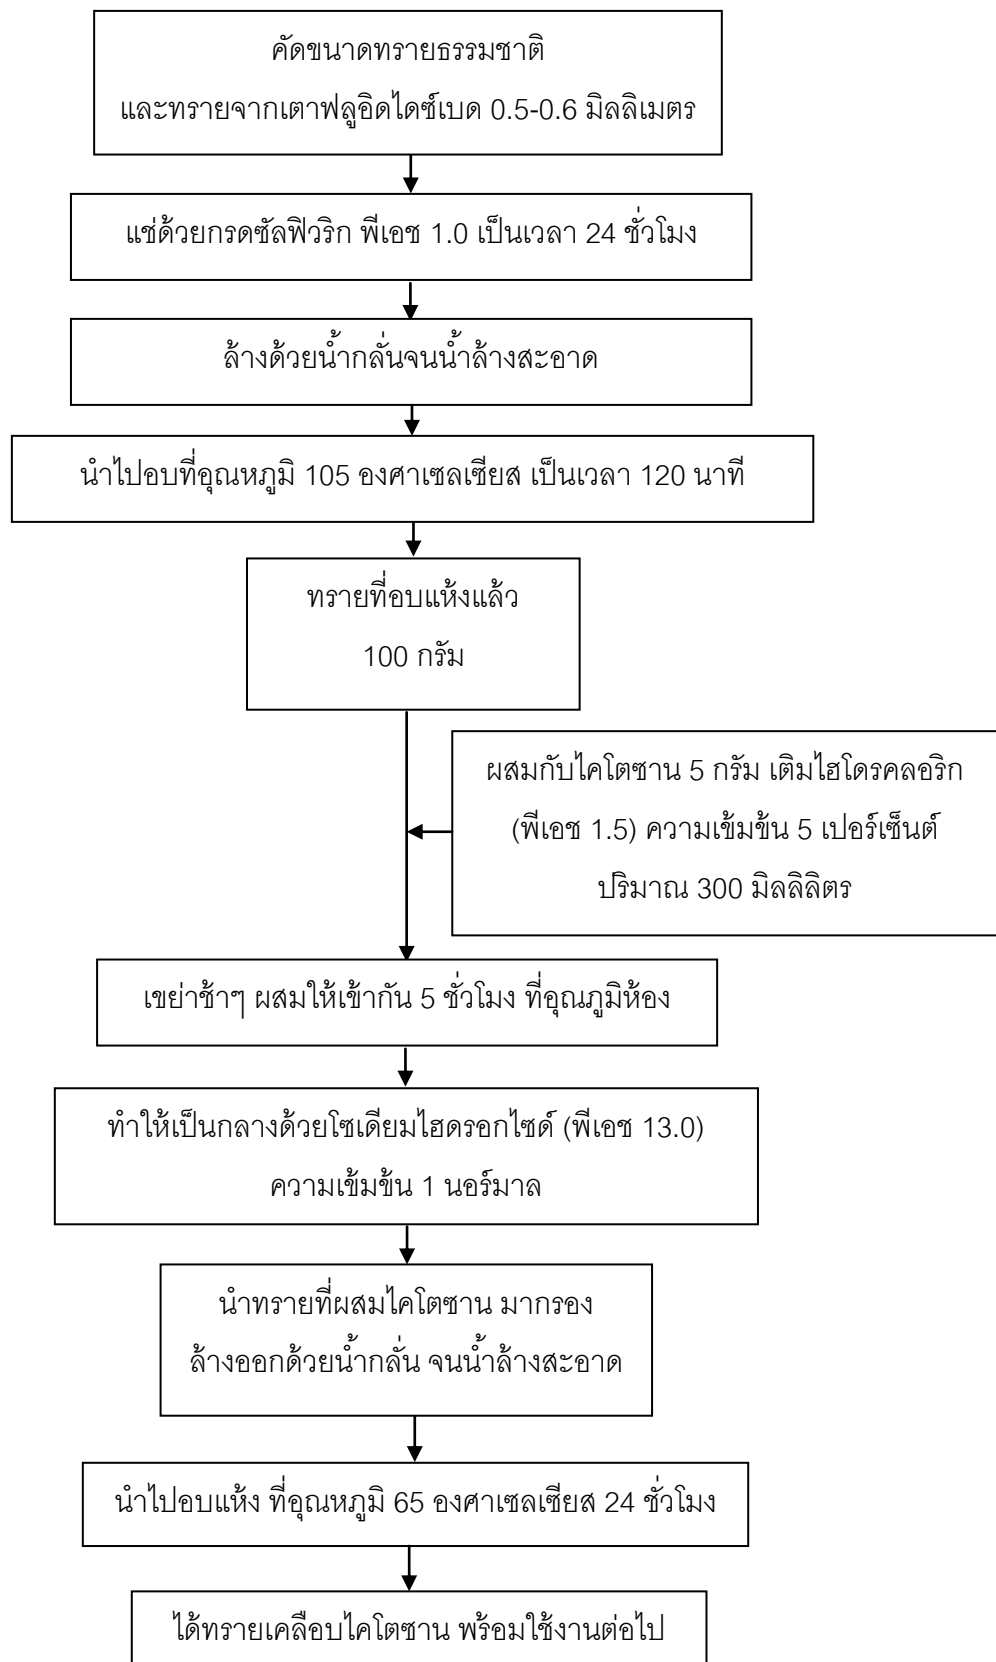 คัดขนาดทรายธรรมชาติ
และทรายจากเตาฟลูอิดไดซ์เบด 0.5-0.6 มิลลิเมตร
แช่ด้วยกรดซัลฟิวริก พีเอช 1.0 เป็นเวลา 24 ชั่วโมง
ล้างด้วยน้ำกลั่นจนน้ำล้างสะอาด
นำไปอบที่อุณหภูมิ 105 องศาเซลเซียส เป็นเวลา 120 นาที
ทรายที่อบแห้งแล้ว
100 กรัม
ผสมกับไคโตซาน 5 กรัม เติมไฮโดรคลอริก
(พีเอช 1.5) ความเข้มข้น 5 เปอร์เซ็นต์
ปริมาณ 300 มิลลิลิตร
เขย่าช้าๆ ผสมให้เข้ากัน 5 ชั่วโมง ที่อุณภูมิห้อง
ทำให้เป็นกลางด้วยโซเดียมไฮดรอกไซด์ (พีเอช 13.0)
ความเข้มข้น 1 นอร์มาล
นำทรายที่ผสมไคโตซาน มากรอง
ล้างออกด้วยน้ำกลั่น จนน้ำล้างสะอาด
นำไปอบแห้ง ที่อุณหภูมิ 65 องศาเซลเซียส 24 ชั่วโมง
ได้ทรายเคลือบไคโตซาน พร้อมใช้งานต่อไป